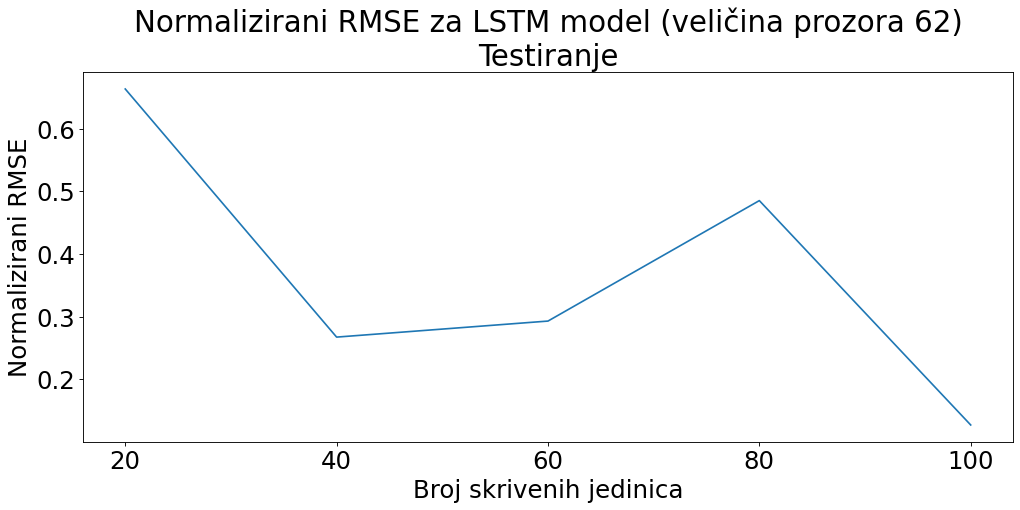 Normalizirani RMSE za LSTM model (veličina prozora 62)
Testiranje
Normalizirani RMSE
0.6
0.5
0.4
0.3
0.2
20 40 60 80 100
Broj skrivenih jedinica